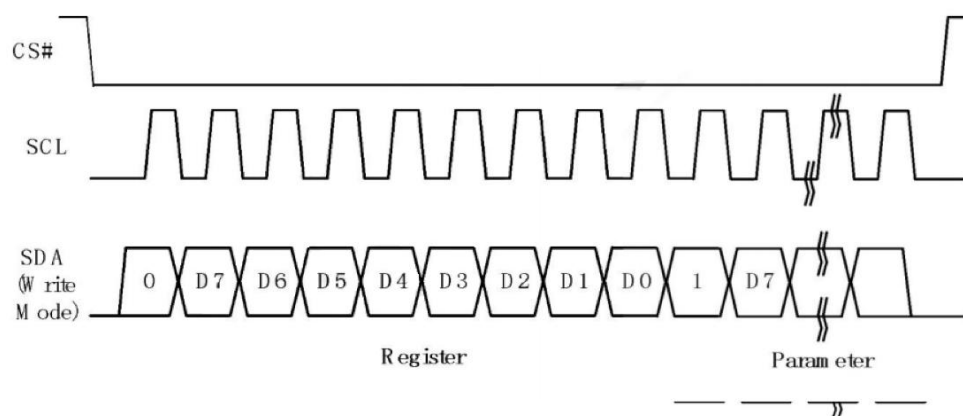 CS#
SCL
SDA
(Write
Mode)
0 D7 D6 D5 D4 D3 D2 D1 D0 1 D7
Register Parameter